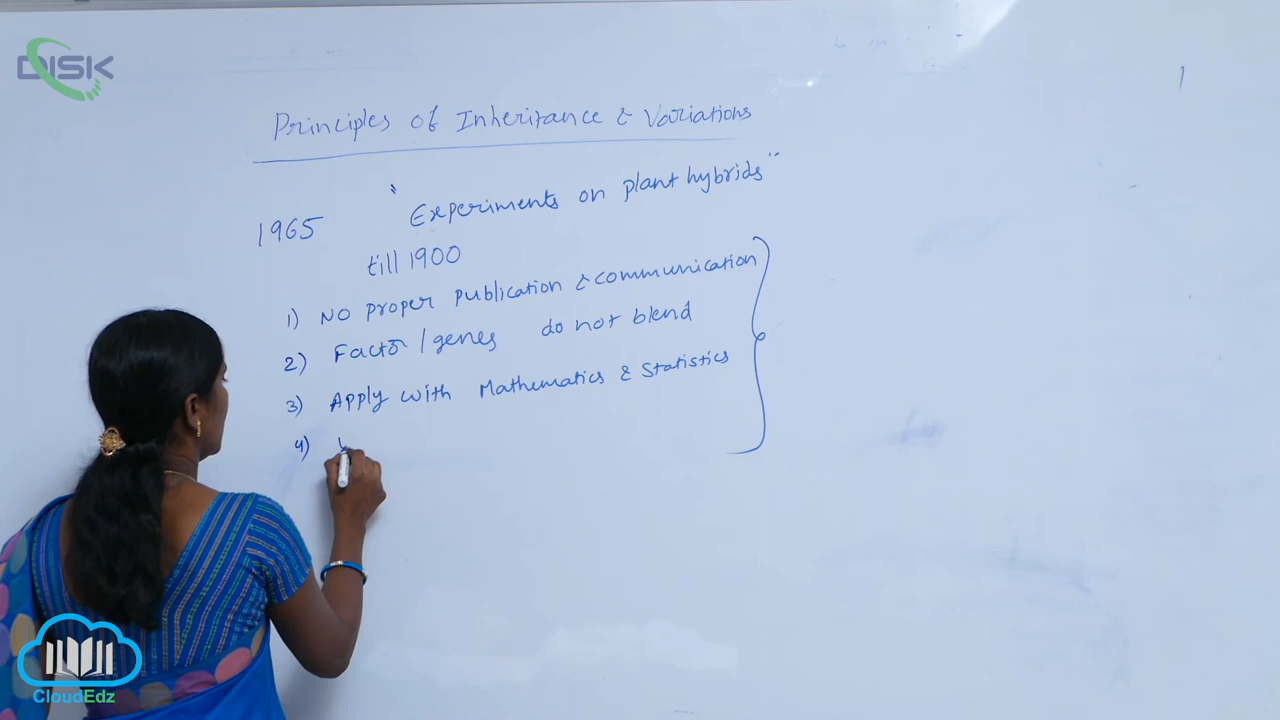 DISK
Principles of Inheritance & Variations
1965 "Experiments on plant hybrids"
till 1900
1) NO proper publication & communication
2) Factor / genes do not blend
3) Apply with Mathematics & Statistics
4)
CloudEdz